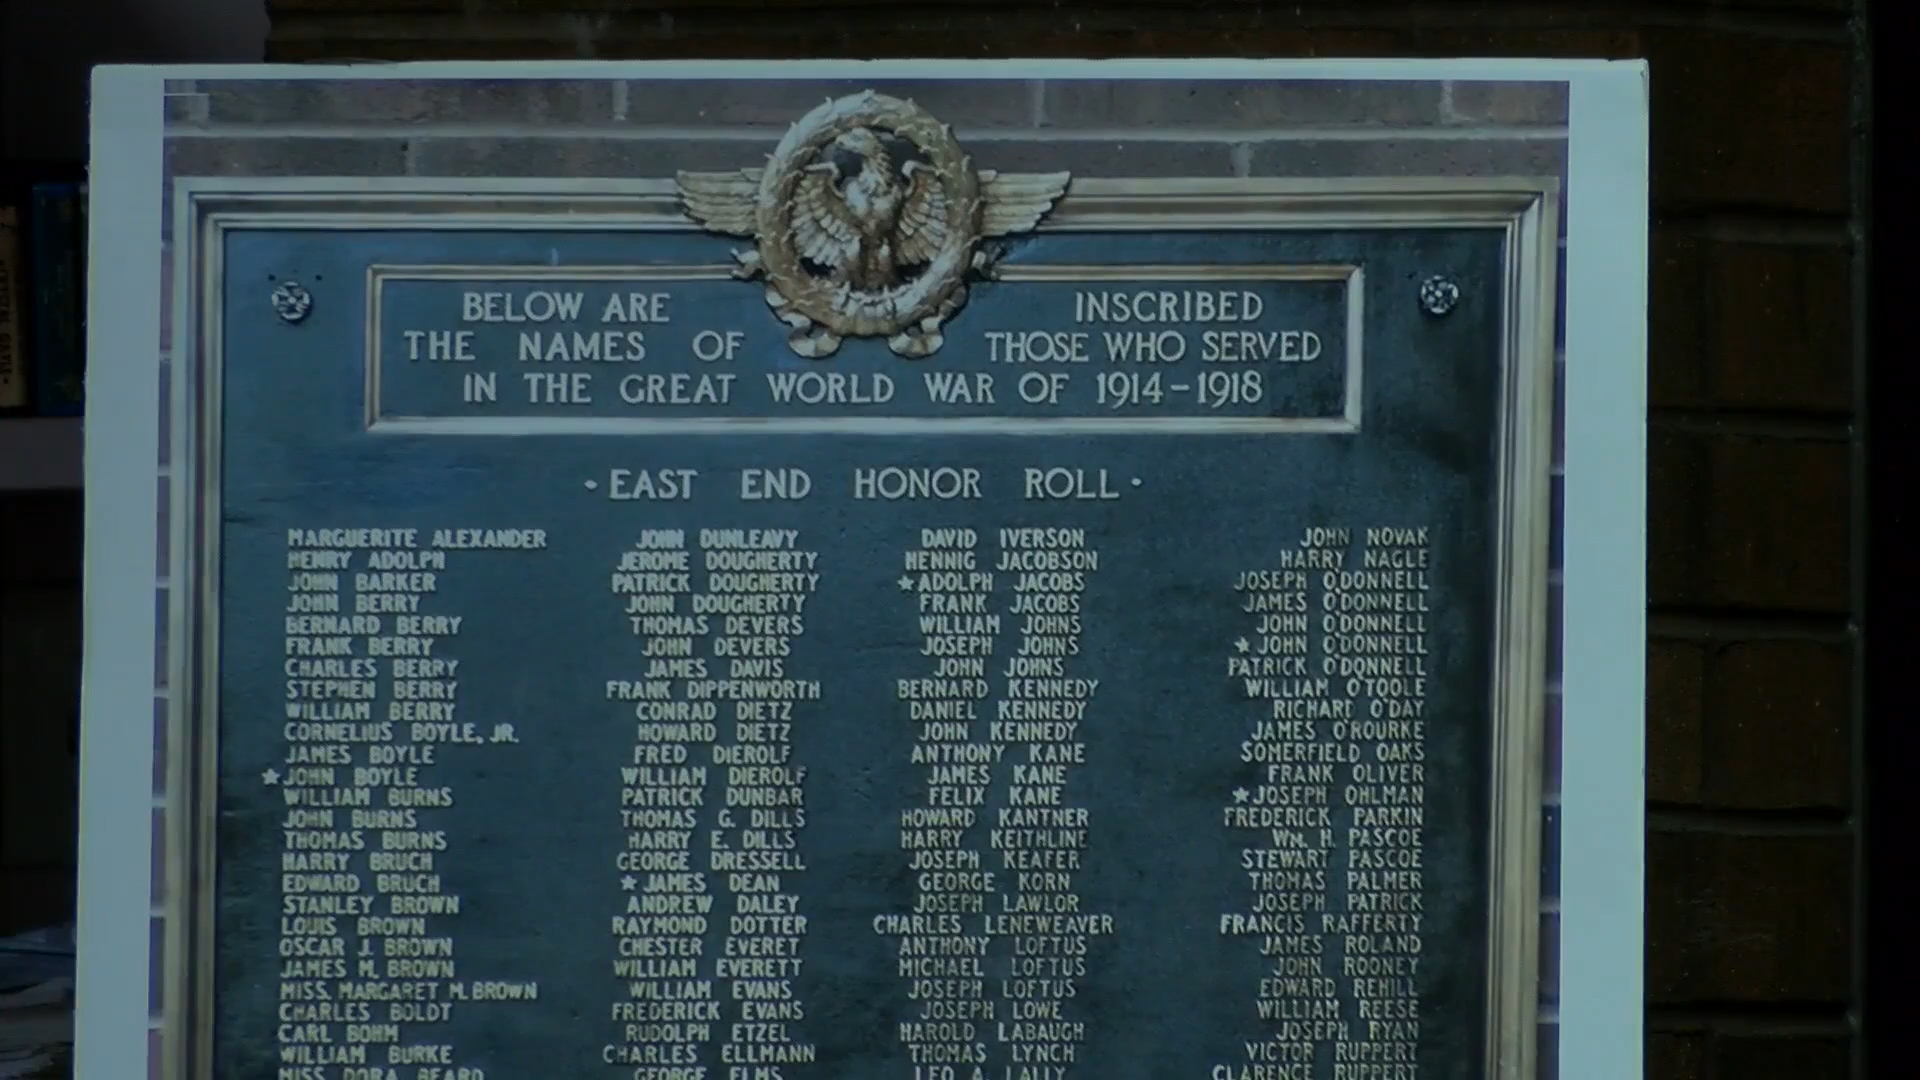 BELOW ARE INSCRIBED
THE NAMES OF THOSE WHO SERVED
IN THE GREAT WORLD WAR OF 1914-1918
• EAST END HONOR ROLL •
MARGUERITE ALEXANDER
HENRY ADOLPH
JOHN BARKER
JOHN BERRY
BERNARD BERRY
FRANK BERRY
CHARLES BERRY
STEPHEN BERRY
WILLIAM BERRY
CORNELIUS BOYLE, JR.
JAMES BOYLE
★ JOHN BOYLE
WILLIAM BURNS
JOHN BURNS
THOMAS BURNS
HARRY BRUCH
EDWARD BRUCH
STANLEY BROWN
LOUIS BROWN
OSCAR J. BROWN
JAMES M. BROWN
MISS. MARGARET M. BROWN
CHARLES BOLDT
CARL BOHM
WILLIAM BURKE
MISS DORA BEARD
JOHN DUNLEAVY
JEROME DOUGHERTY
PATRICK DOUGHERTY
JOHN DOUGHERTY
THOMAS DEVERS
JOHN DEVERS
JAMES DAVIS
FRANK DIPPENWORTH
CONRAD DIETZ
HOWARD DIETZ
FRED DIEROLF
WILLIAM DIEROLF
PATRICK DUNBAR
THOMAS G. DILLS
HARRY E. DILLS
GEORGE DRESSELL
★ JAMES DEAN
ANDREW DALEY
RAYMOND DOTTER
CHESTER EVERET
WILLIAM EVERETT
WILLIAM EVANS
FREDERICK EVANS
RUDOLPH ETZEL
CHARLES ELLMANN
GEORGE ELMS
DAVID IVERSON
HENNIG JACOBSON
★ ADOLPH JACOBS
FRANK JACOBS
WILLIAM JOHNS
JOSEPH JOHNS
JOHN JOHNS
BERNARD KENNEDY
DANIEL KENNEDY
JOHN KENNEDY
ANTHONY KANE
JAMES KANE
FELIX KANE
HOWARD KANTNER
HARRY KEITHLINE
JOSEPH KEAFER
GEORGE KORN
JOSEPH LAWLOR
CHARLES LENEWEAVER
ANTHONY LOFTUS
MICHAEL LOFTUS
JOSEPH LOFTUS
JOSEPH LOWE
HAROLD LABAUGH
THOMAS LYNCH
LEO A. LALLY
JOHN NOVAK
HARRY NAGLE
JOSEPH O'DONNELL
JAMES O'DONNELL
JOHN O'DONNELL
★ JOHN O'DONNELL
PATRICK O'DONNELL
WILLIAM O'TOOLE
RICHARD O'DAY
JAMES O'ROURKE
SOMERFIELD OAKS
FRANK OLIVER
★ JOSEPH OHLMAN
FREDERICK PARKIN
WM. H. PASCOE
STEWART PASCOE
THOMAS PALMER
JOSEPH PATRICK
FRANCIS RAFFERTY
JAMES ROLAND
JOHN ROONEY
EDWARD REHILL
WILLIAM REESE
JOSEPH RYAN
VICTOR RUPPERT
CLARENCE RUPPERT